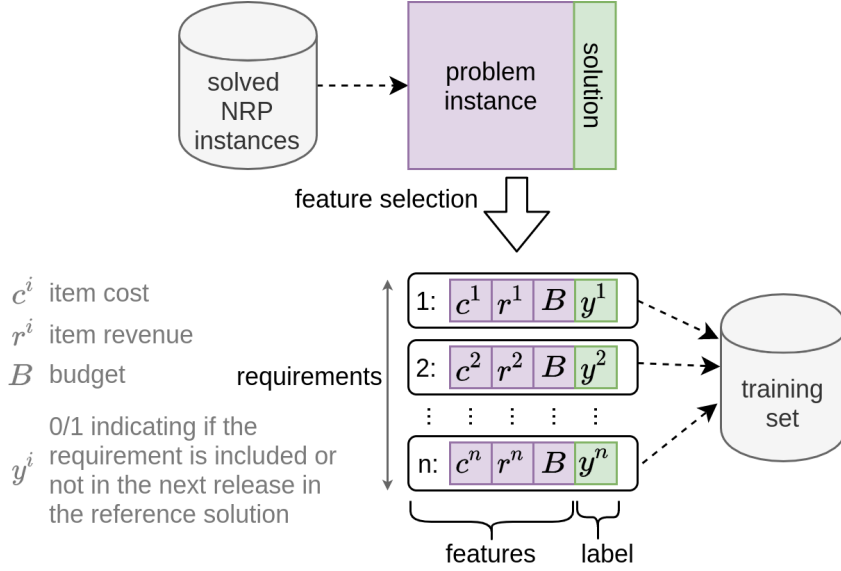 solved
NRP
instances
problem
instance
solution
feature selection
c^i item cost
r^i item revenue
B budget
y^i 0/1 indicating if the
requirement is included or
not in the next release in
the reference solution
requirements
1: c^1 r^1 B y^1
2: c^2 r^2 B y^2
⋮ ⋮ ⋮ ⋮ ⋮
n: c^n r^n B y^n
features
label
training
set